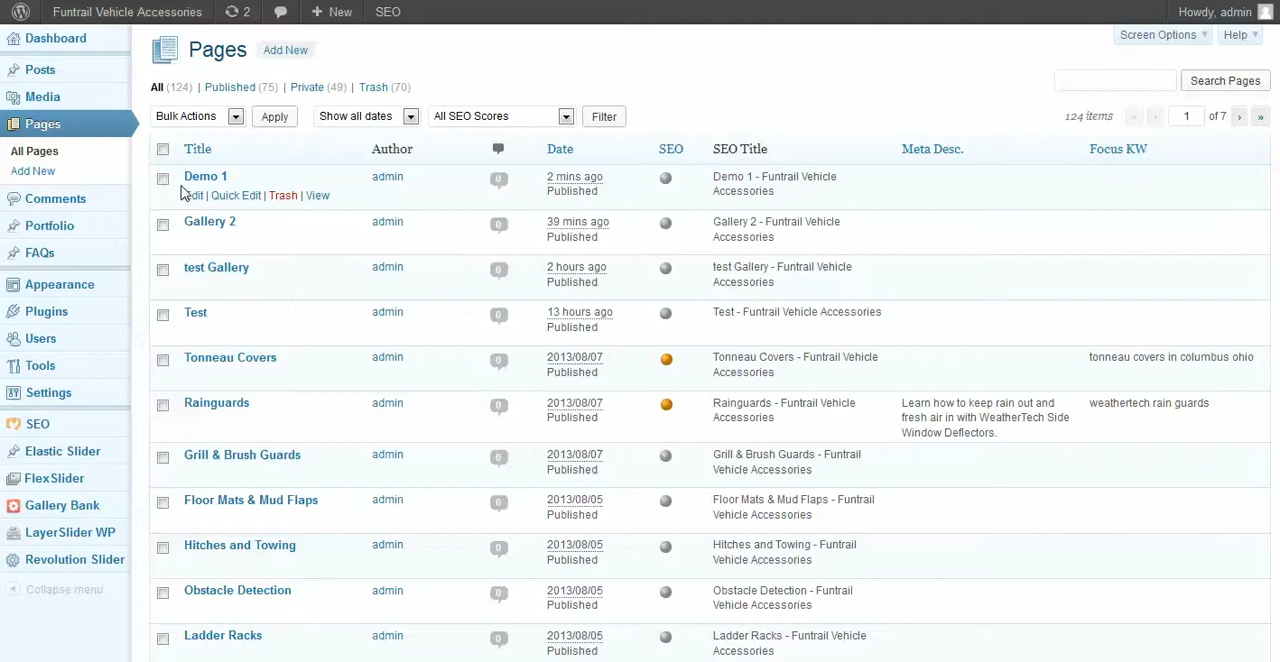 Funtrail Vehicle Accessories 2 + New SEO Howdy, admin
Dashboard
Posts
Media
Pages
All Pages
Add New
Comments
Portfolio
FAQs
Appearance
Plugins
Users
Tools
Settings
SEO
Elastic Slider
FlexSlider
Gallery Bank
LayerSlider WP
Revolution Slider
Collapse menu
Screen Options Help
Pages Add New
All (124) | Published (75) | Private (49) | Trash (70)
Search Pages
Bulk Actions Apply Show all dates All SEO Scores Filter 124 items « ‹ 1 of 7 › »
Title Author Date SEO SEO Title Meta Desc. Focus KW
Demo 1 admin 0 2 mins ago Demo 1 - Funtrail Vehicle
Edit | Quick Edit | Trash | View Published Accessories
Gallery 2 admin 0 39 mins ago Gallery 2 - Funtrail Vehicle
Published Accessories
test Gallery admin 0 2 hours ago test Gallery - Funtrail Vehicle
Published Accessories
Test admin 0 13 hours ago Test - Funtrail Vehicle Accessories
Published
Tonneau Covers admin 0 2013/08/07 Tonneau Covers - Funtrail Vehicle tonneau covers in columbus ohio
Published Accessories
Rainguards admin 0 2013/08/07 Rainguards - Funtrail Vehicle Learn how to keep rain out and weathertech rain guards
Published Accessories fresh air in with WeatherTech Side
Window Deflectors.
Grill & Brush Guards admin 0 2013/08/07 Grill & Brush Guards - Funtrail
Published Vehicle Accessories
Floor Mats & Mud Flaps admin 0 2013/08/05 Floor Mats & Mud Flaps - Funtrail
Published Vehicle Accessories
Hitches and Towing admin 0 2013/08/05 Hitches and Towing - Funtrail
Published Vehicle Accessories
Obstacle Detection admin 0 2013/08/05 Obstacle Detection - Funtrail
Published Vehicle Accessories
Ladder Racks admin 0 2013/08/05 Ladder Racks - Funtrail Vehicle
Published Accessories